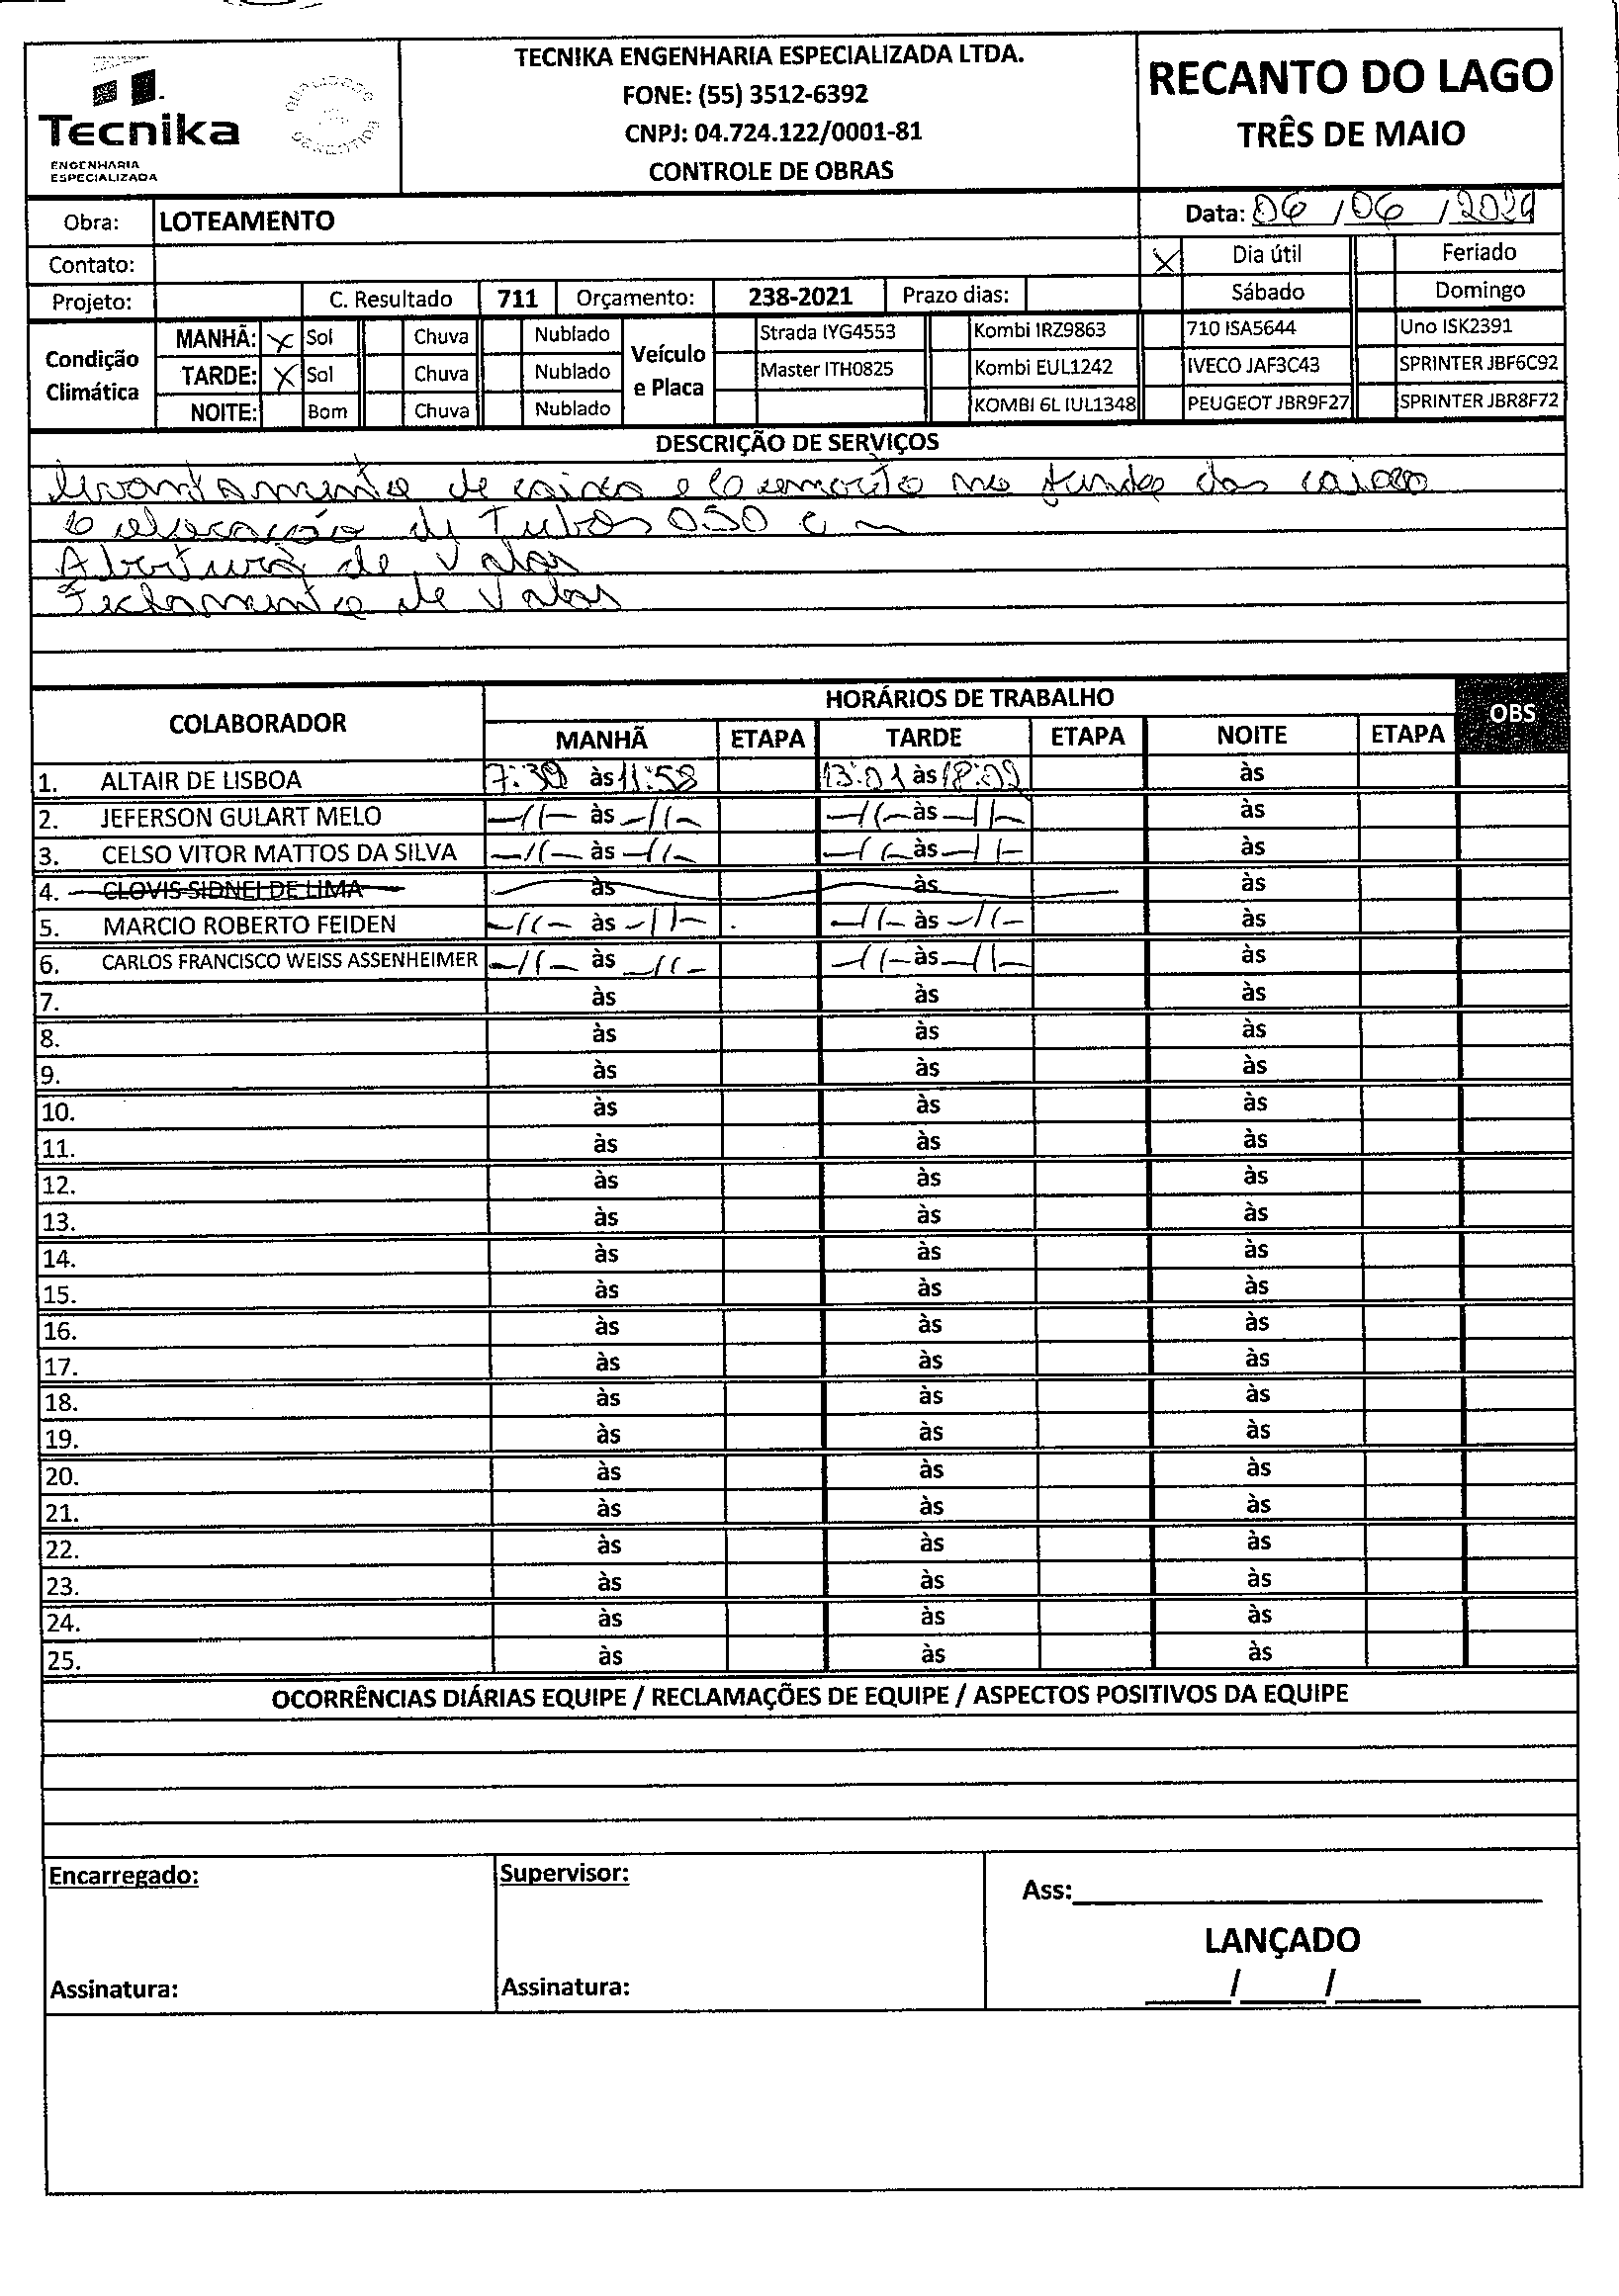 Tecnika
ENGENHARIA
ESPECIALIZADA
TECNIKA ENGENHARIA ESPECIALIZADA LTDA.
FONE: (55) 3512-6392
CNPJ: 04.724.122/0001-81
CONTROLE DE OBRAS
RECANTO DO LAGO
TRÊS DE MAIO
Obra: LOTEAMENTO
Data: 06/06/2024
Contato:
X Dia útil Feriado
Projeto: C. Resultado 711 Orçamento: 238-2021 Prazo dias: Sábado Domingo
Condição Climática
MANHÃ: X Sol Chuva Nublado
TARDE: X Sol Chuva Nublado
NOITE: Bom Chuva Nublado
Veículo e Placa
Strada IYG4553 Kombi IRZ9863 710 ISA5644 Uno ISK2391
Master ITH0825 Kombi EUL1242 IVECO JAF3C43 SPRINTER JBF6C92
KOMBI 6L IUL1348 PEUGEOT JBR9F27 SPRINTER JBR8F72
DESCRIÇÃO DE SERVIÇOS
levantamento de caixa e no fundo das
de Tubos 050 c
Abertura de Valas
Feclamento de Valas
COLABORADOR HORÁRIOS DE TRABALHO OBS
MANHÃ ETAPA TARDE ETAPA NOITE ETAPA
1. ALTAIR DE LISBOA 7:39 às 11:58 13:01 às 18:02 às
2. JEFERSON GULART MELO -//- às -//- -//- às -//- às
3. CELSO VITOR MATTOS DA SILVA -//- às -//- -//- às -//- às
4. CLOVIS SIDNEI DE LIMA às às às
5. MARCIO ROBERTO FEIDEN -//- às -//- -//- às -//- às
6. CARLOS FRANCISCO WEISS ASSENHEIMER -//- às -//- -//- às -//- às
7. às às às
8. às às às
9. às às às
10. às às às
11. às às às
12. às às às
13. às às às
14. às às às
15. às às às
16. às às às
17. às às às
18. às às às
19. às às às
20. às às às
21. às às às
22. às às às
23. às às às
24. às às às
25. às às às
OCORRÊNCIAS DIÁRIAS EQUIPE / RECLAMAÇÕES DE EQUIPE / ASPECTOS POSITIVOS DA EQUIPE
Encarregado:
Supervisor:
Ass:
LANÇADO
Assinatura:
Assinatura:
/ /